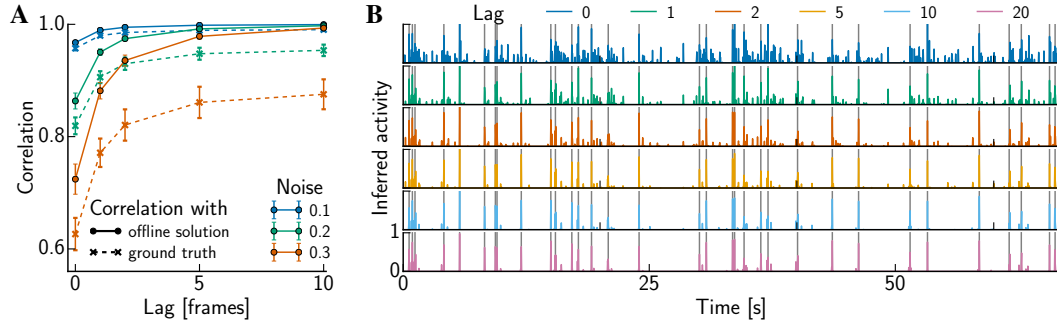 A
1.0
0.8
0.6
Correlation
Correlation with
offline solution
ground truth
Noise
0.1
0.2
0.3
0 1 2 5 10
Lag [frames]
B
Lag 0 1 2 5 10 20
Inferred activity
1
0
0 25 50
Time [s]